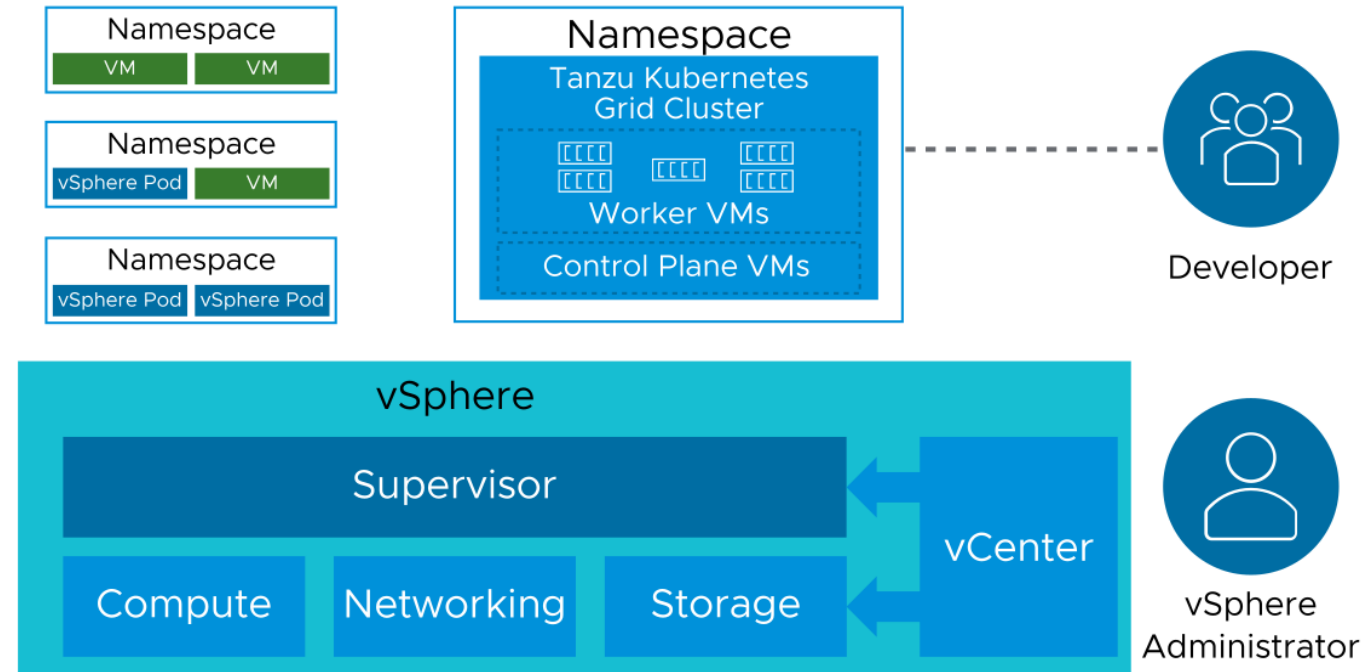 Namespace
VM VM
Namespace
vSphere Pod VM
Namespace
vSphere Pod vSphere Pod
Namespace
Tanzu Kubernetes
Grid Cluster
Worker VMs
Control Plane VMs
Developer
vSphere
Supervisor
Compute Networking Storage
vCenter
vSphere
Administrator